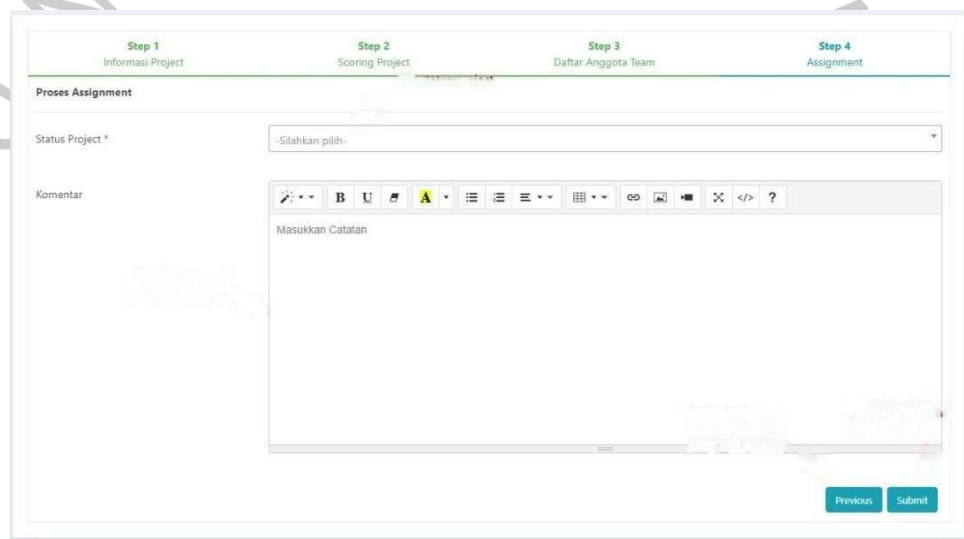 Step 1 Step 2 Step 3 Step 4
Informasi Project Scoring Project Daftar Anggota Team Assignment
Proses Assignment
Status Project * -Silahkan pilih-
Komentar
B U A </> ?
Masukkan Catatan
Previous Submit